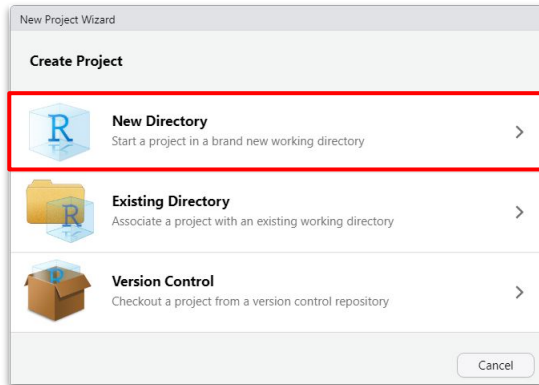 New Project Wizard
Create Project
R
New Directory
Start a project in a brand new working directory
R
Existing Directory
Associate a project with an existing working directory
R
Version Control
Checkout a project from a version control repository
Cancel